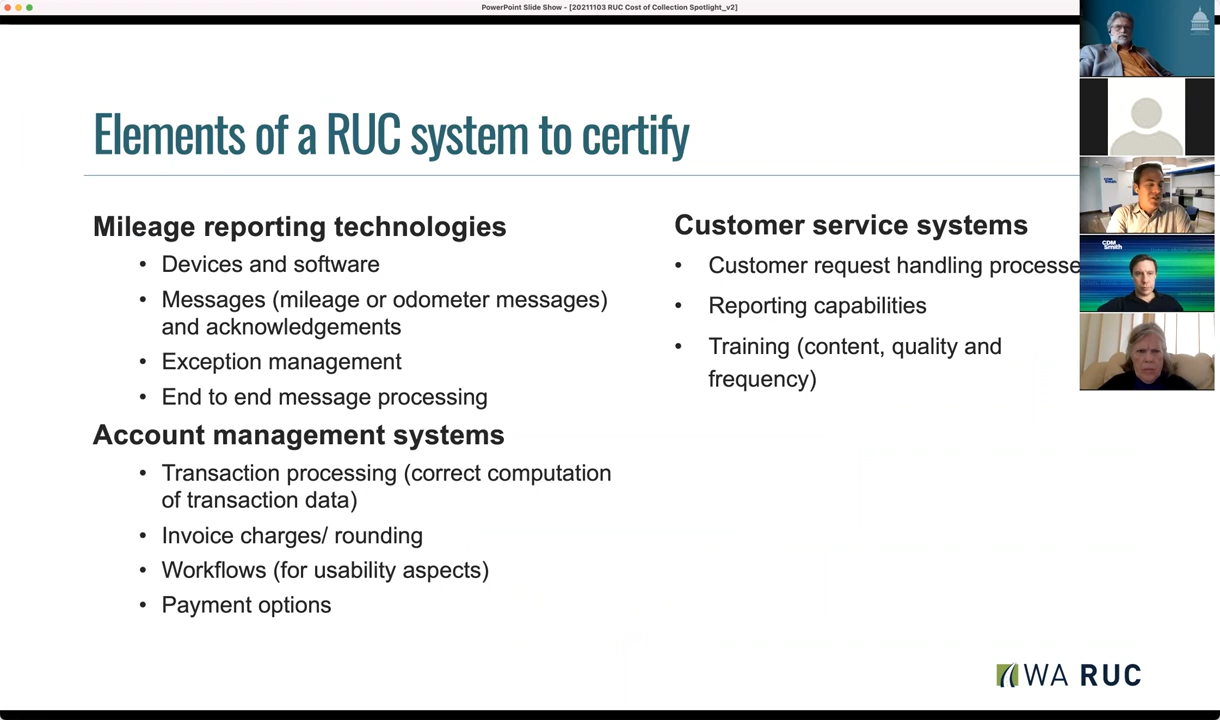 PowerPoint Slide Show - [20211103 RUC Cost of Collection Spotlight_v2]
Elements of a RUC system to certify
Mileage reporting technologies
• Devices and software
• Messages (mileage or odometer messages)
and acknowledgements
• Exception management
• End to end message processing
Account management systems
• Transaction processing (correct computation
of transaction data)
• Invoice charges/ rounding
• Workflows (for usability aspects)
• Payment options
Customer service systems
• Customer request handling processe
• Reporting capabilities
• Training (content, quality and
frequency)
CDM
Smith
WA RUC